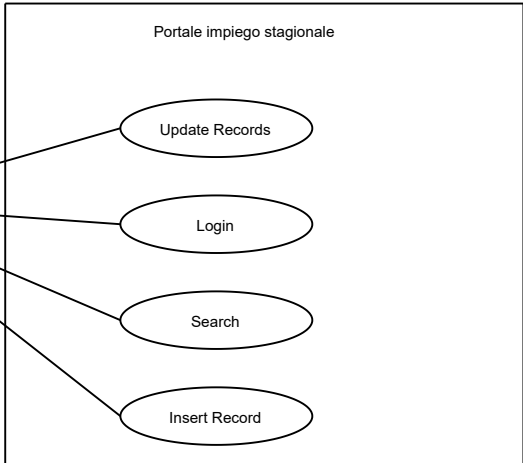 Portale impiego stagionale
Update Records
Login
Search
Insert Record